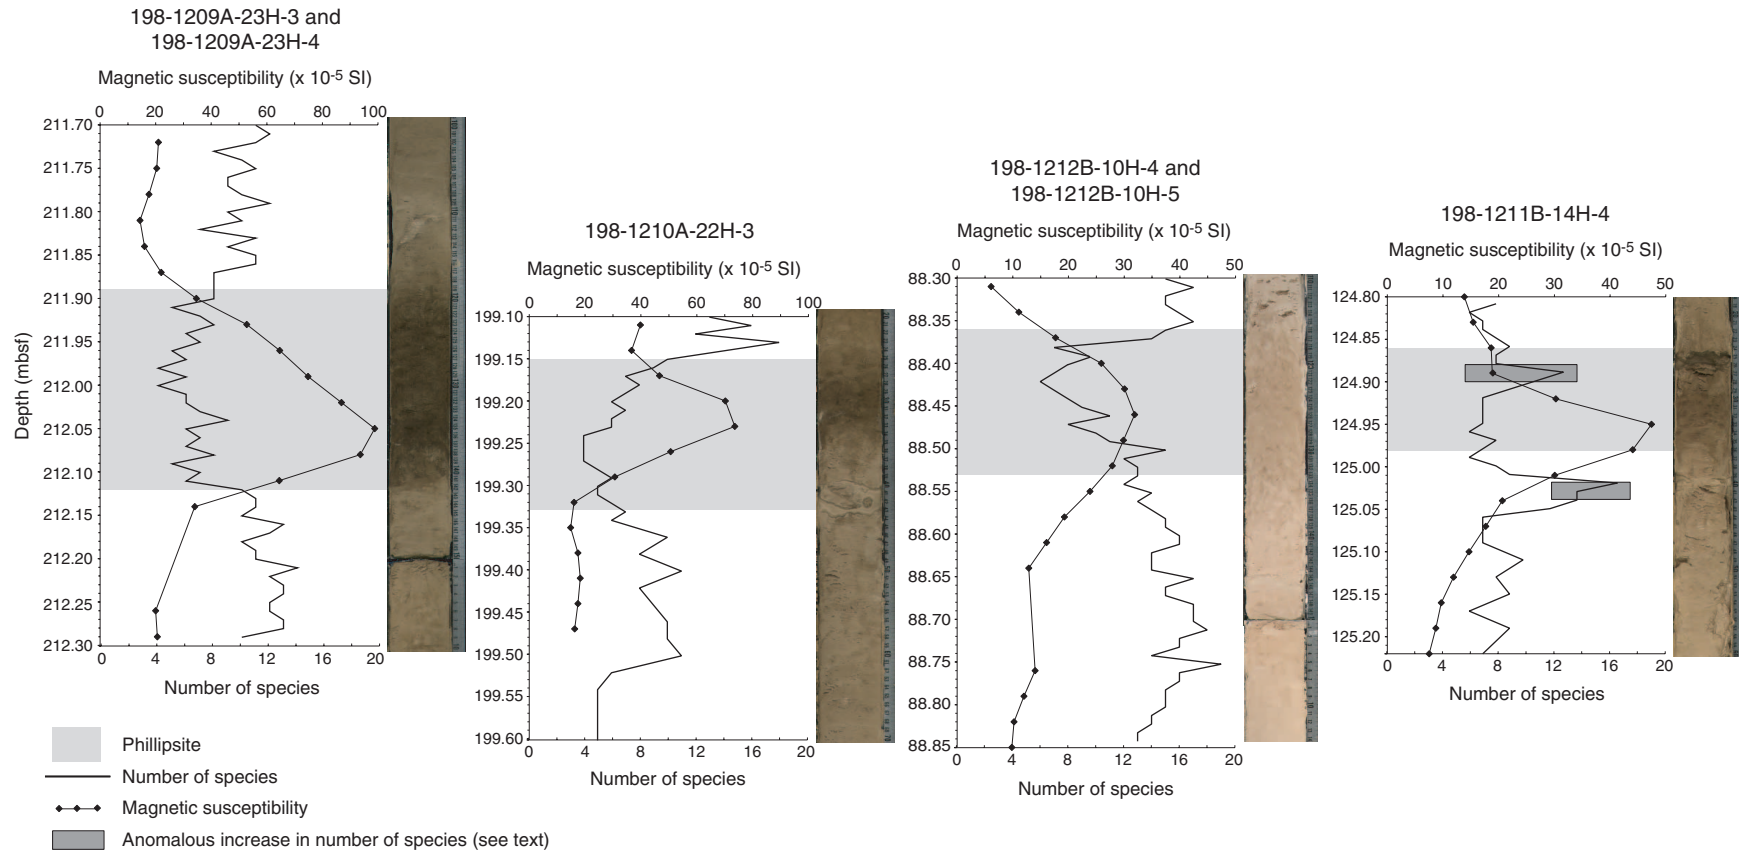 198-1209A-23H-3 and
198-1209A-23H-4
Magnetic susceptibility (x 10-5 SI)
0 20 40 60 80 100
211.70
211.75
211.80
211.85
211.90
211.95
212.00
212.05
212.10
212.15
212.20
212.25
212.30
Depth (mbsf)
0 4 8 12 16 20
Number of species
198-1210A-22H-3
Magnetic susceptibility (x 10-5 SI)
0 20 40 60 80 100
199.10
199.15
199.20
199.25
199.30
199.35
199.40
199.45
199.50
199.55
199.60
0 4 8 12 16 20
Number of species
198-1212B-10H-4 and
198-1212B-10H-5
Magnetic susceptibility (x 10-5 SI)
0 10 20 30 40 50
88.30
88.35
88.40
88.45
88.50
88.55
88.60
88.65
88.70
88.75
88.80
88.85
0 4 8 12 16 20
Number of species
198-1211B-14H-4
Magnetic susceptibility (x 10-5 SI)
0 10 20 30 40 50
124.80
124.85
124.90
124.95
125.00
125.05
125.10
125.15
125.20
0 4 8 12 16 20
Number of species
Phillipsite
Number of species
Magnetic susceptibility
Anomalous increase in number of species (see text)